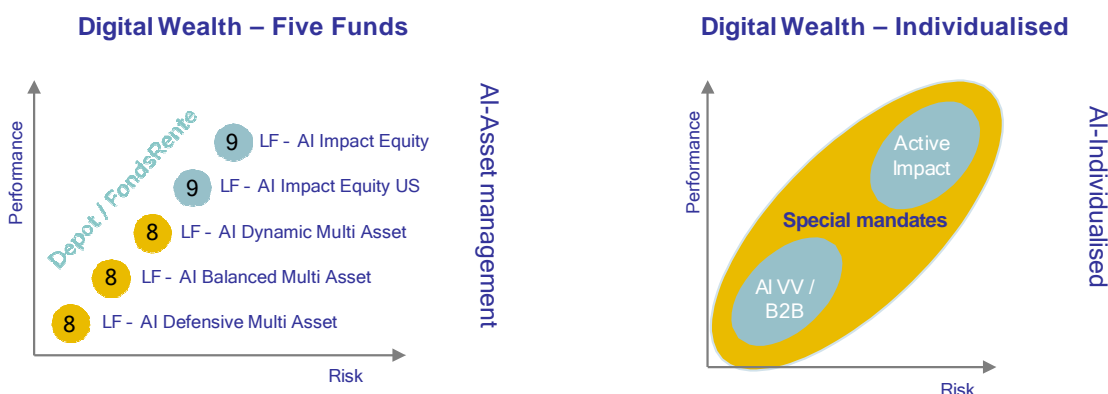 Digital Wealth – Five Funds
Performance
Depot / FondsRente
9 LF - AI Impact Equity
9 LF - AI Impact Equity US
8 LF - AI Dynamic Multi Asset
8 LF - AI Balanced Multi Asset
8 LF - AI Defensive Multi Asset
Risk
AI-Asset management
Digital Wealth – Individualised
Performance
Active
Impact
Special mandates
AI VV /
B2B
Risk
AI-Individualised